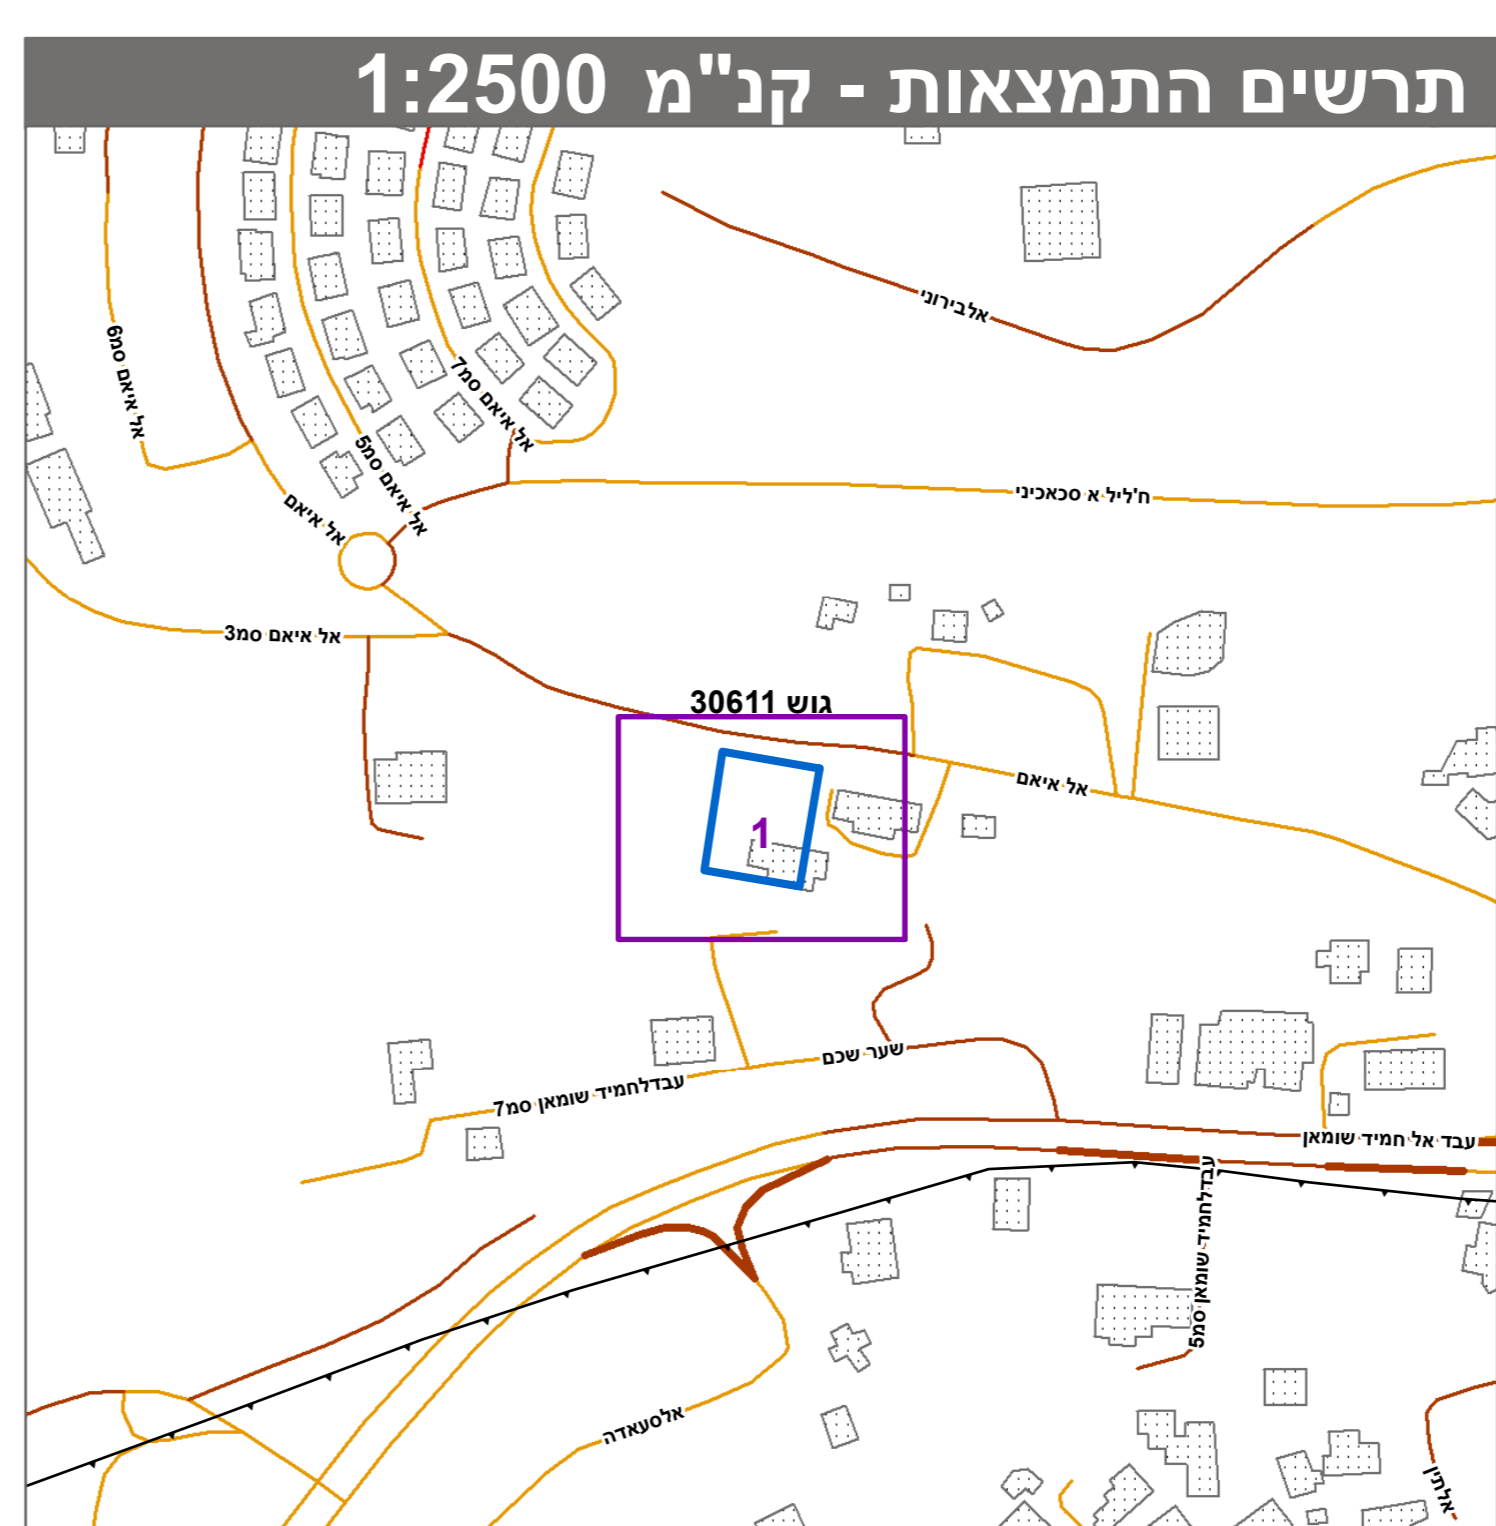 תרשים התמצאות - קנ"מ 1:2500
אלבירוני
אל איאם סמ6
אל איאם סמ7
אל איאם סמ5
אל איאם
ח'ליל א סכאכיני
אל איאם סמ3
גוש 30611
אל איאם
1
שער שכם
עבדלחמיד שומאן סמ7
עבד אל חמיד שומאן
עבדלחמיד שומאן סמ5
אלסעאדה
אלתין